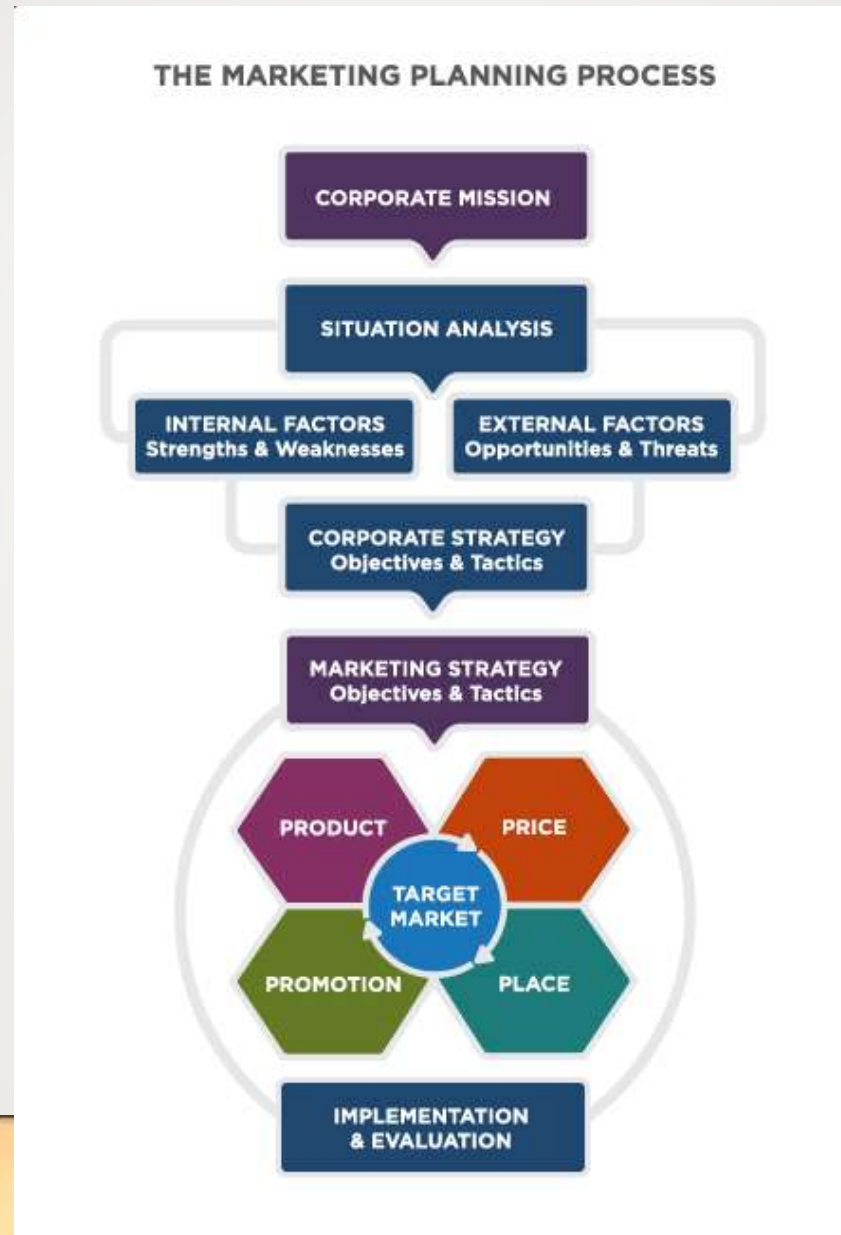 THE MARKETING PLANNING PROCESS
CORPORATE MISSION
SITUATION ANALYSIS
INTERNAL FACTORS
Strengths & Weaknesses
EXTERNAL FACTORS
Opportunities & Threats
CORPORATE STRATEGY
Objectives & Tactics
MARKETING STRATEGY
Objectives & Tactics
PRODUCT
PRICE
TARGET
MARKET
PROMOTION
PLACE
IMPLEMENTATION
& EVALUATION